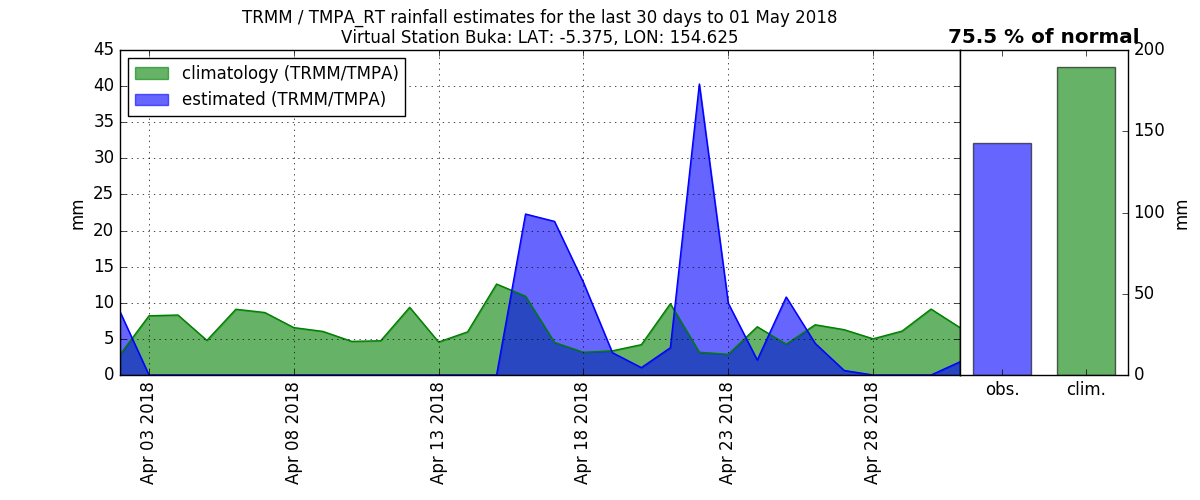 TRMM / TMPA_RT rainfall estimates for the last 30 days to 01 May 2018
Virtual Station Buka: LAT: -5.375, LON: 154.625
75.5 % of normal
climatology (TRMM/TMPA)
estimated (TRMM/TMPA)
45
40
35
30
25
20
15
10
5
0
mm
Apr 03 2018
Apr 08 2018
Apr 13 2018
Apr 18 2018
Apr 23 2018
Apr 28 2018
200
150
100
50
0
mm
obs.
clim.